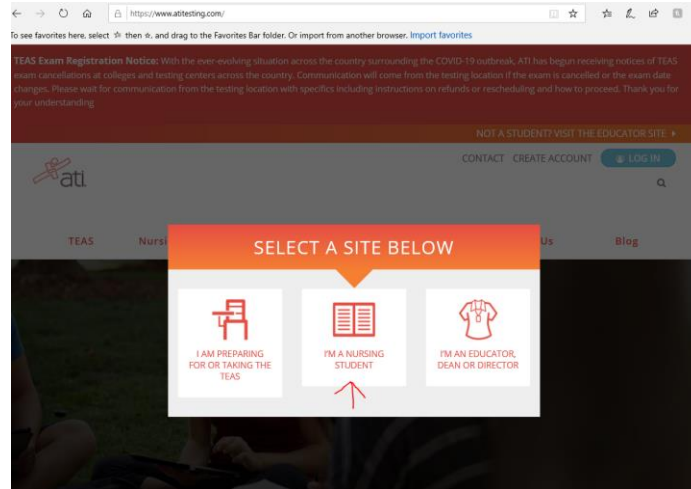 https://www.atitesting.com/
To see favorites here, select then , and drag to the Favorites Bar folder. Or import from another browser. Import favorites
TEAS Exam Registration Notice: With the ever-evolving situation across the country surrounding the COVID-19 outbreak, ATI has begun receiving notices of TEAS
exam cancellations at colleges and testing centers across the country. Communication will come from the testing location if the exam is cancelled or the exam date
changes. Please wait for communication from the testing location with specifics including instructions on refunds or rescheduling and how to proceed. Thank you for
your understanding
NOT A STUDENT? VISIT THE EDUCATOR SITE
CONTACT CREATE ACCOUNT LOG IN
ati
TEAS Nursi Us Blog
SELECT A SITE BELOW
I AM PREPARING
FOR OR TAKING THE
TEAS
I'M A NURSING
STUDENT
I'M AN EDUCATOR,
DEAN OR DIRECTOR